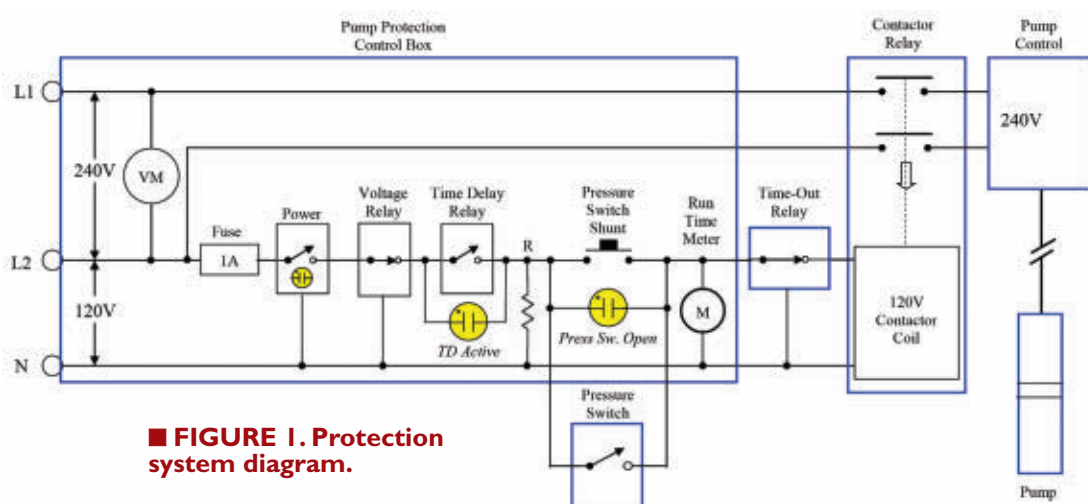 Pump Protection
Control Box
Contactor
Relay
Pump
Control
L1
240V
240V
VM
Voltage
Relay
Time Delay
Relay
Pressure
Switch
Shunt
Run
Time
Meter
Time-Out
Relay
Power
Fuse
R
L2
1A
120V
M
120V
Contactor
Coil
TD Active
Press Sw. Open
N
Pressure
Switch
■ FIGURE 1. Protection
system diagram.
Pump